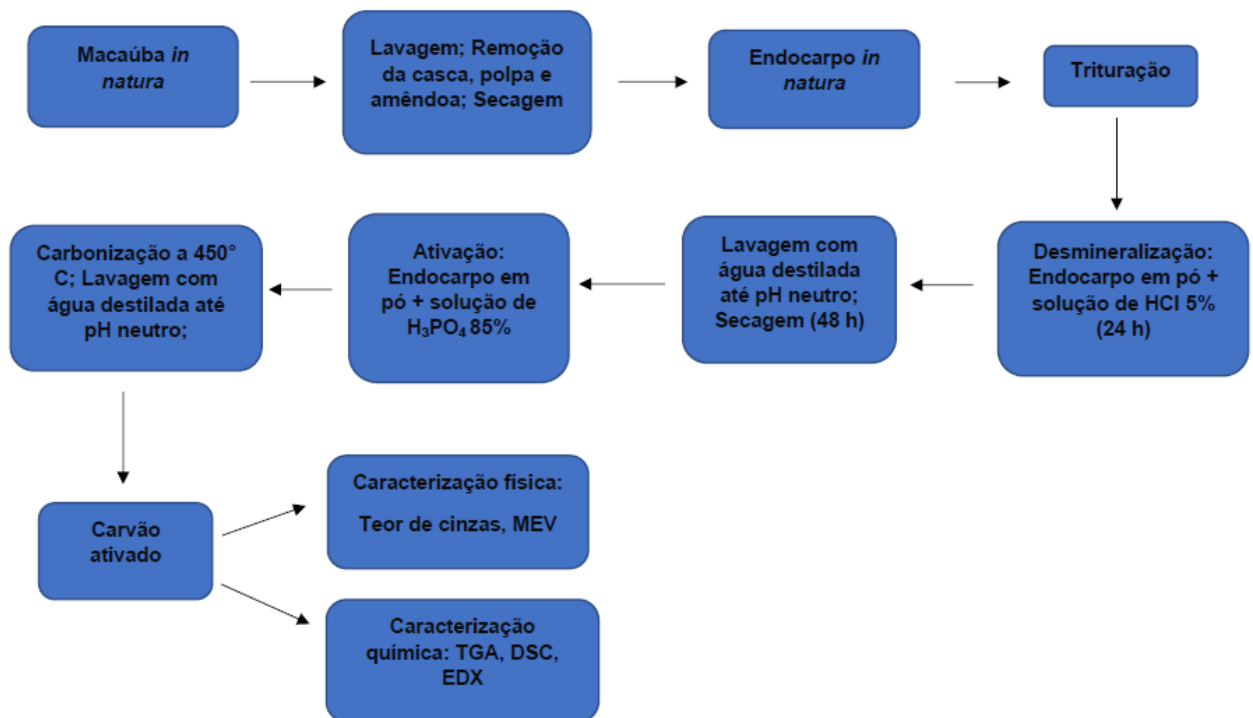 Macaúba in
natura
Lavagem; Remoção
da casca, polpa e
amêndoa; Secagem
Endocarpo in
natura
Trituração
Desmineralização:
Endocarpo em pó +
solução de HCl 5%
(24 h)
Lavagem com
água destilada
até pH neutro;
Secagem (48 h)
Ativação:
Endocarpo em
pó + solução de
H₃PO₄ 85%
Carbonização a 450°
C; Lavagem com
água destilada até
pH neutro;
Carvão
ativado
Caracterização física:
Teor de cinzas, MEV
Caracterização
química: TGA, DSC,
EDX